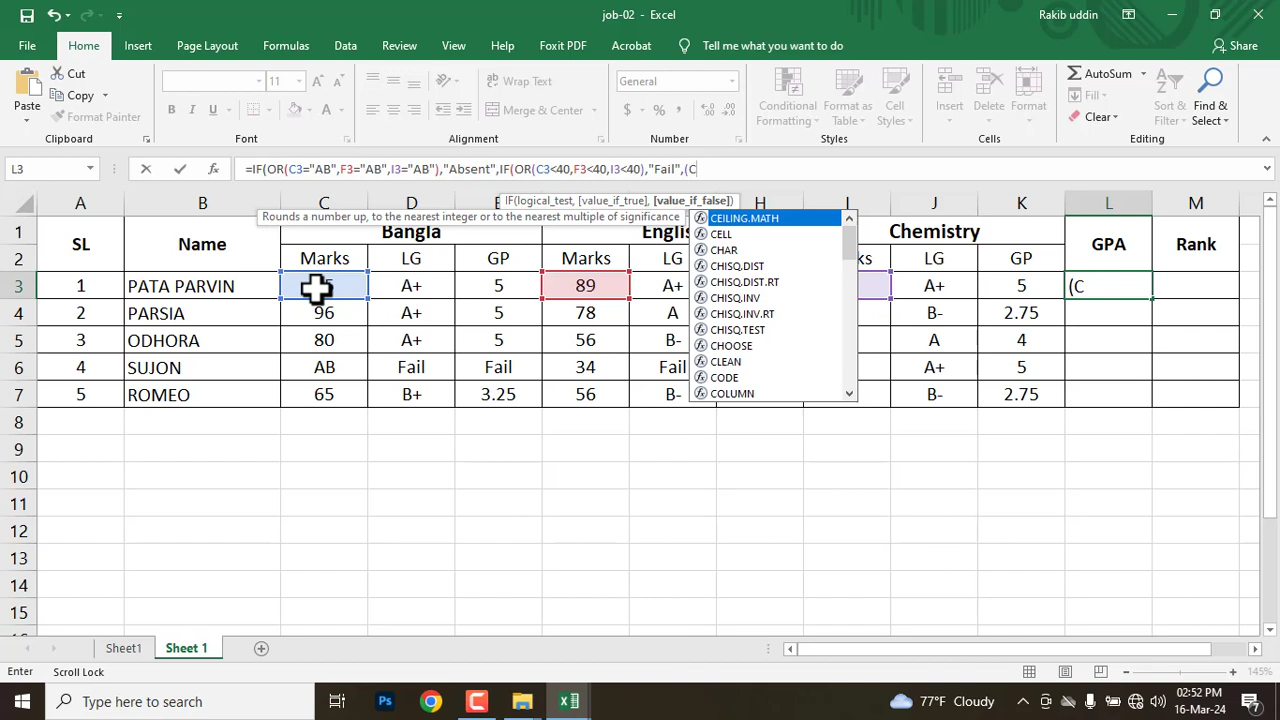 job-02 - Excel
Rakib uddin
File Home Insert Page Layout Formulas Data Review View Help Foxit PDF Acrobat Tell me what you want to do Share
Paste Cut Copy Format Painter
11 A A Wrap Text General Conditional Formatting Format as Table Cell Styles Insert Delete Format AutoSum Fill Clear Sort & Filter Find & Select
B I U A Merge & Center $ %
Clipboard Font Alignment Number Styles Cells Editing
L3 =IF(OR(C3="AB",F3="AB",I3="AB"),"Absent",IF(OR(C3<40,F3<40,I3<40),"Fail",(C
IF(logical_test, [value_if_true], [value_if_false])
Rounds a number up, to the nearest integer or to the nearest multiple of significance
CEILING.MATH
CELL
CHAR
CHISQ.DIST
CHISQ.DIST.RT
CHISQ.INV
CHISQ.INV.RT
CHISQ.TEST
CHOOSE
CLEAN
CODE
COLUMN
A B C D H J K L M
1 SL Name Bangla Chemistry GPA Rank
2 Marks LG GP Marks LG LG GP
3 1 PATA PARVIN A+ 5 89 A+ A+ 5 (C
4 2 PARSIA 96 A+ 5 78 A B- 2.75
5 3 ODHORA 80 A+ 5 56 B- A 4
6 4 SUJON AB Fail Fail 34 Fail A+ 5
7 5 ROMEO 65 B+ 3.25 56 B- B- 2.75
8
9
10
11
12
13
14
15
Sheet1 Sheet 1
Enter Scroll Lock 145%
Type here to search
Ps
77°F Cloudy
02:52 PM
16-Mar-24
7